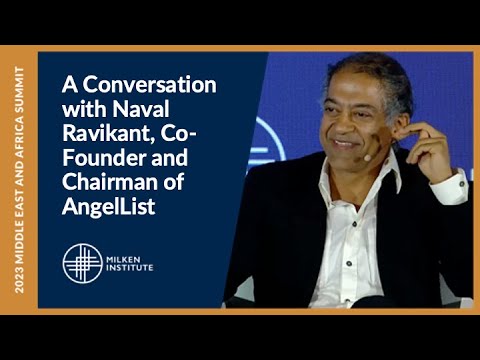 2023 MIDDLE EAST AND AFRICA SUMMIT
A Conversation
with Naval
Ravikant, Co-
Founder and
Chairman of
AngelList
MILKEN
INSTITUTE